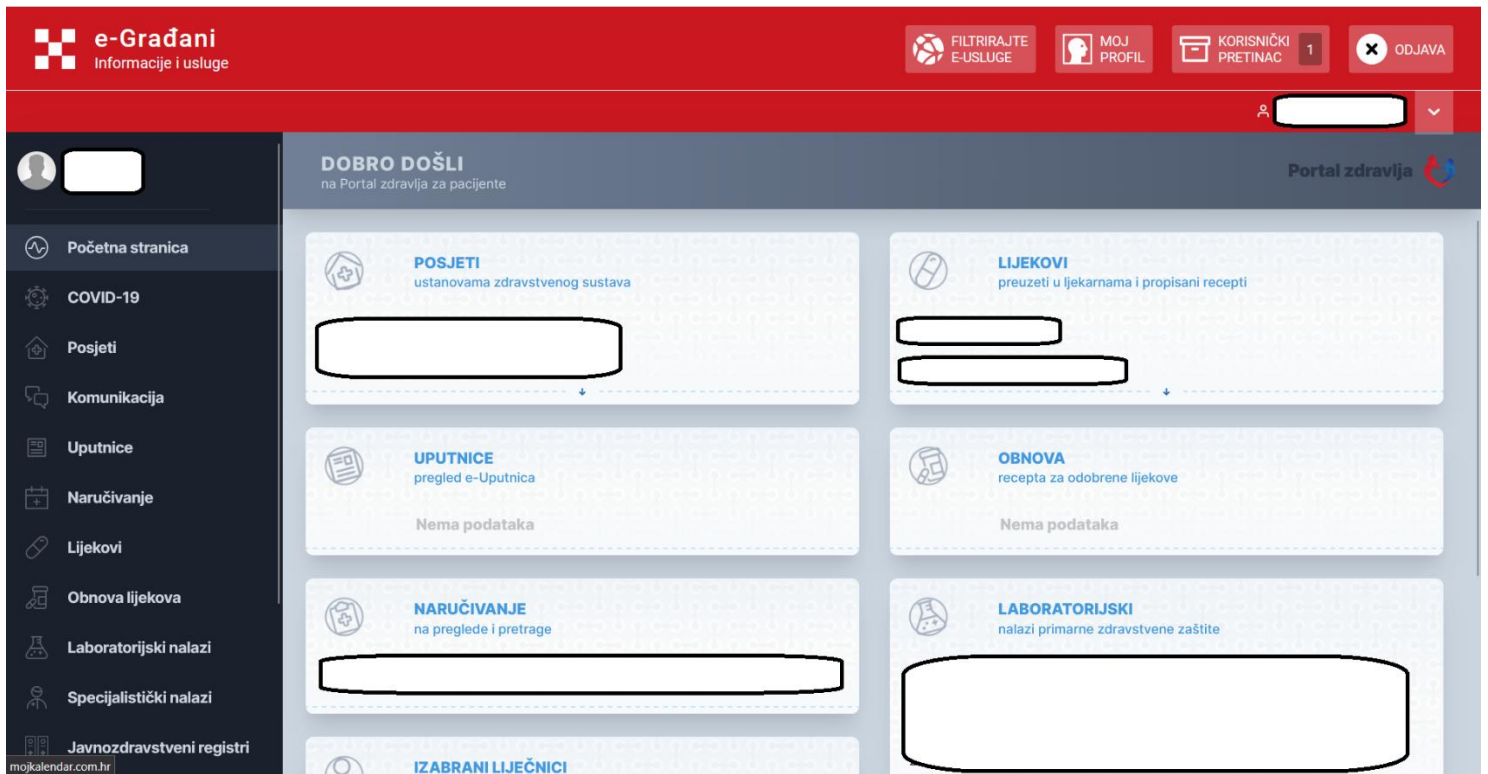 e-Građani
Informacije i usluge
FILTRIRAJTE
E-USLUGE
MOJ
PROFIL
KORISNIČKI
PRETINAC
1
ODJAVA
DOBRO DOŠLI
na Portal zdravlja za pacijente
Portal zdravlja
Početna stranica
COVID-19
Posjeti
Komunikacija
Uputnice
Naručivanje
Lijekovi
Obnova lijekova
Laboratorijski nalazi
Specijalistički nalazi
Javnozdravstveni registri
mojkalendar.com.hr
POSJETI
ustanovama zdravstvenog sustava
LIJEKOVI
preuzeti u ljekarnama i propisani recepti
UPUTNICE
pregled e-Uputnica
Nema podataka
OBNOVA
recepta za odobrene lijekove
Nema podataka
NARUČIVANJE
na preglede i pretrage
LABORATORIJSKI
nalazi primarne zdravstvene zaštite
IZABRANI LIJEČNICI